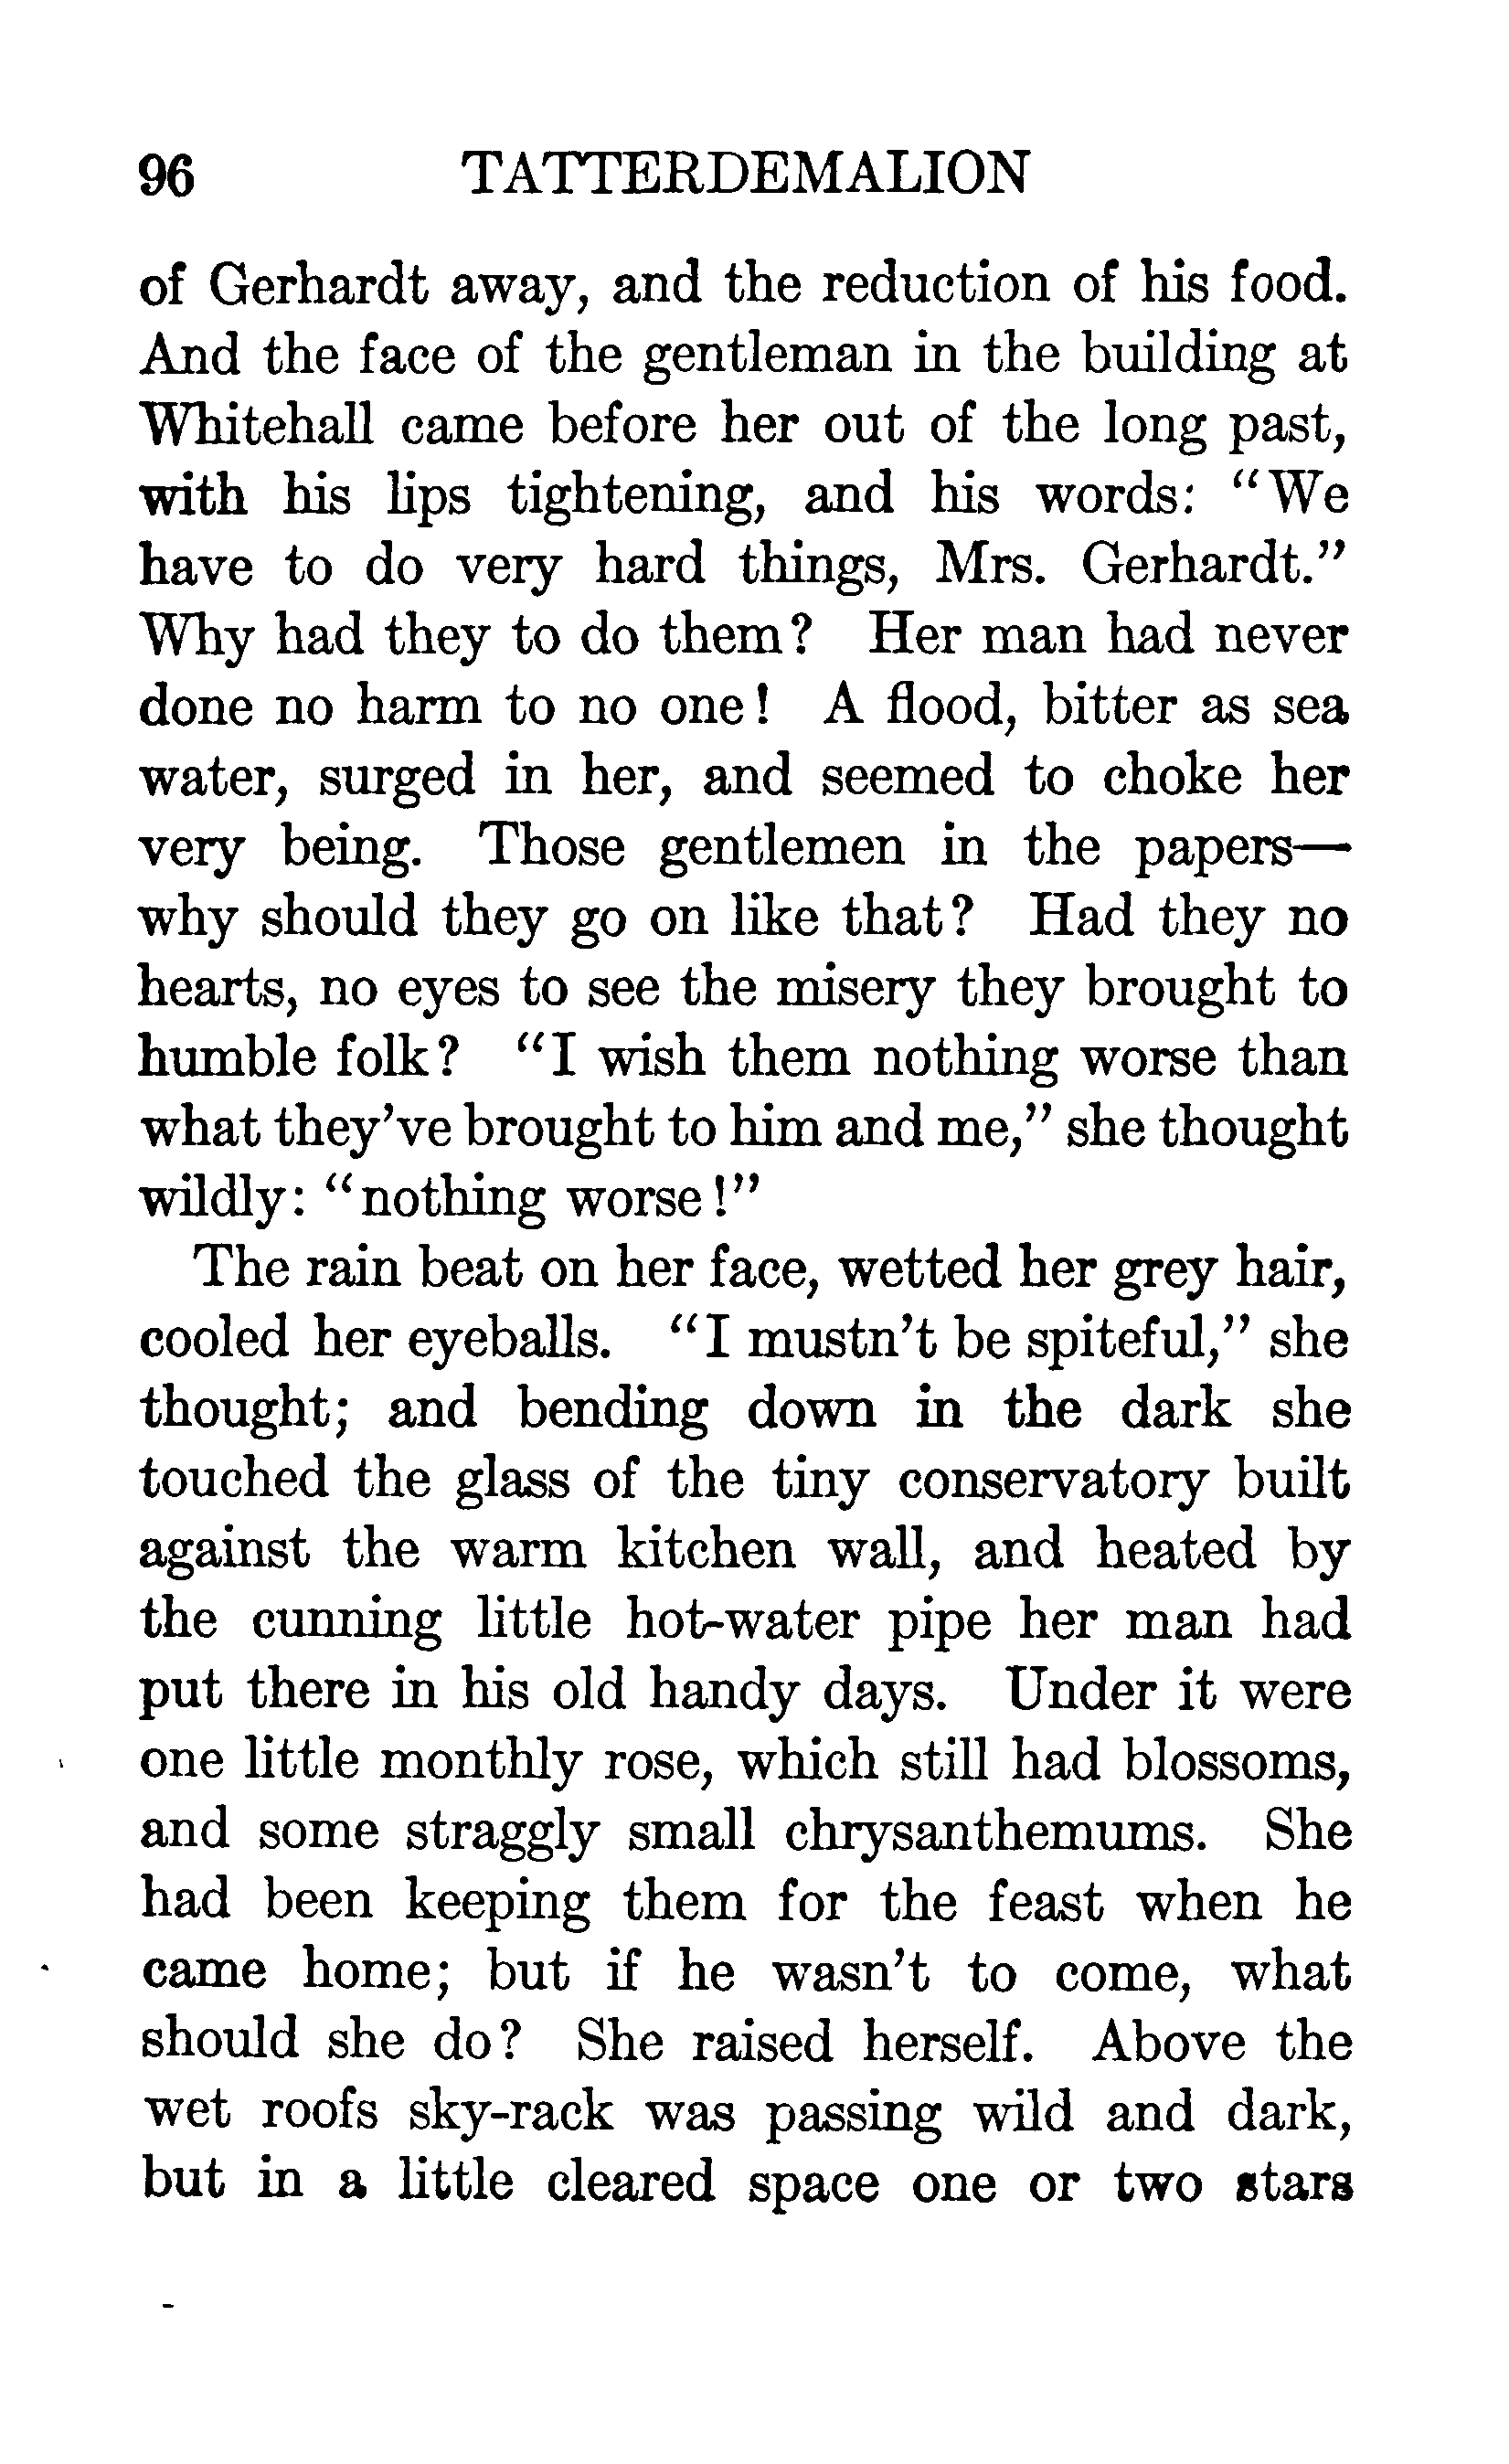 96 TATTERDEMALION
of Gerhardt away, and the reduction of his food.
And the face of the gentleman in the building at
Whitehall came before her out of the long past,
with his lips tightening, and his words: "We
have to do very hard things, Mrs. Gerhardt."
Why had they to do them? Her man had never
done no harm to no one! A flood, bitter as sea
water, surged in her, and seemed to choke her
very being. Those gentlemen in the papers—
why should they go on like that? Had they no
hearts, no eyes to see the misery they brought to
humble folk? "I wish them nothing worse than
what they've brought to him and me," she thought
wildly: "nothing worse!"
The rain beat on her face, wetted her grey hair,
cooled her eyeballs. "I mustn't be spiteful," she
thought; and bending down in the dark she
touched the glass of the tiny conservatory built
against the warm kitchen wall, and heated by
the cunning little hot-water pipe her man had
put there in his old handy days. Under it were
one little monthly rose, which still had blossoms,
and some straggly small chrysanthemums. She
had been keeping them for the feast when he
came home; but if he wasn't to come, what
should she do? She raised herself. Above the
wet roofs sky-rack was passing wild and dark,
but in a little cleared space one or two stars